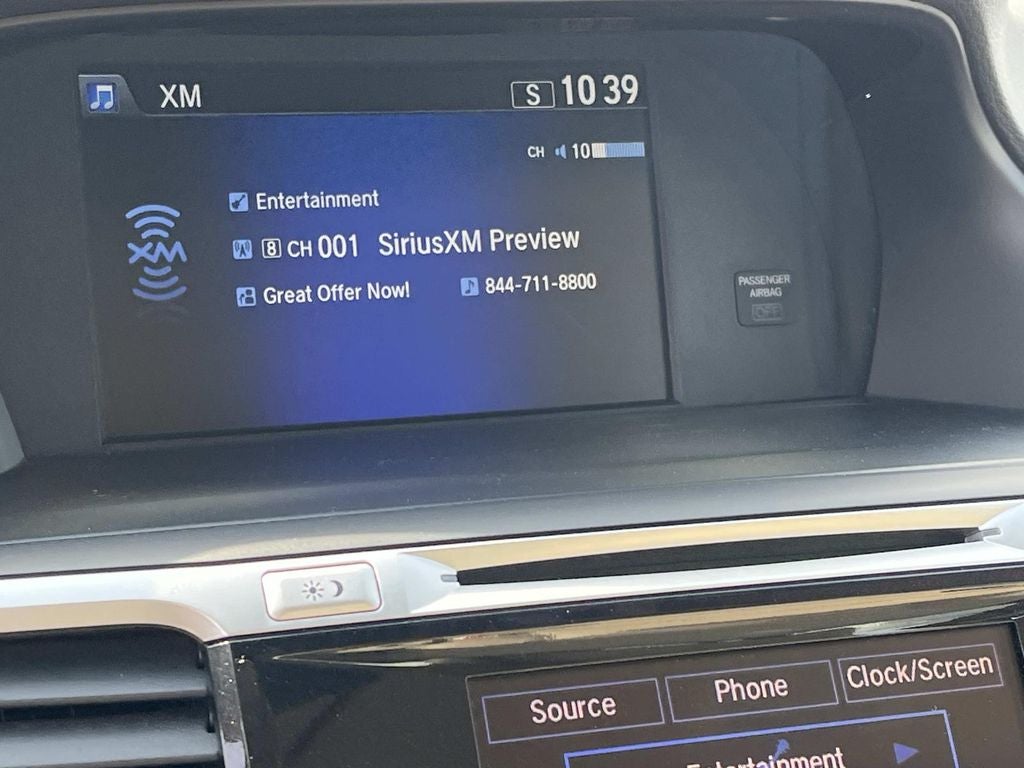 XM S 10 39
CH 10
Entertainment
XM
8 CH 001 SiriusXM Preview
Great Offer Now! 844-711-8800
PASSENGER
AIRBAG
OFF
Source Phone Clock/Screen
Entertainment